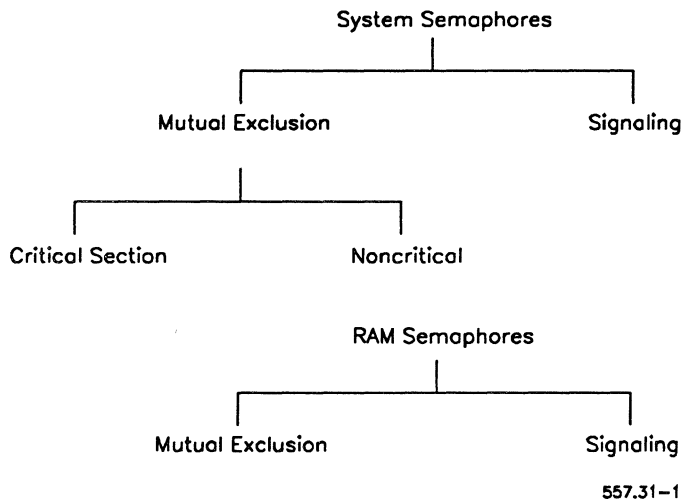 System Semaphores
Mutual Exclusion
Signaling
Critical Section
Noncritical
RAM Semaphores
Mutual Exclusion
Signaling
557.31-1